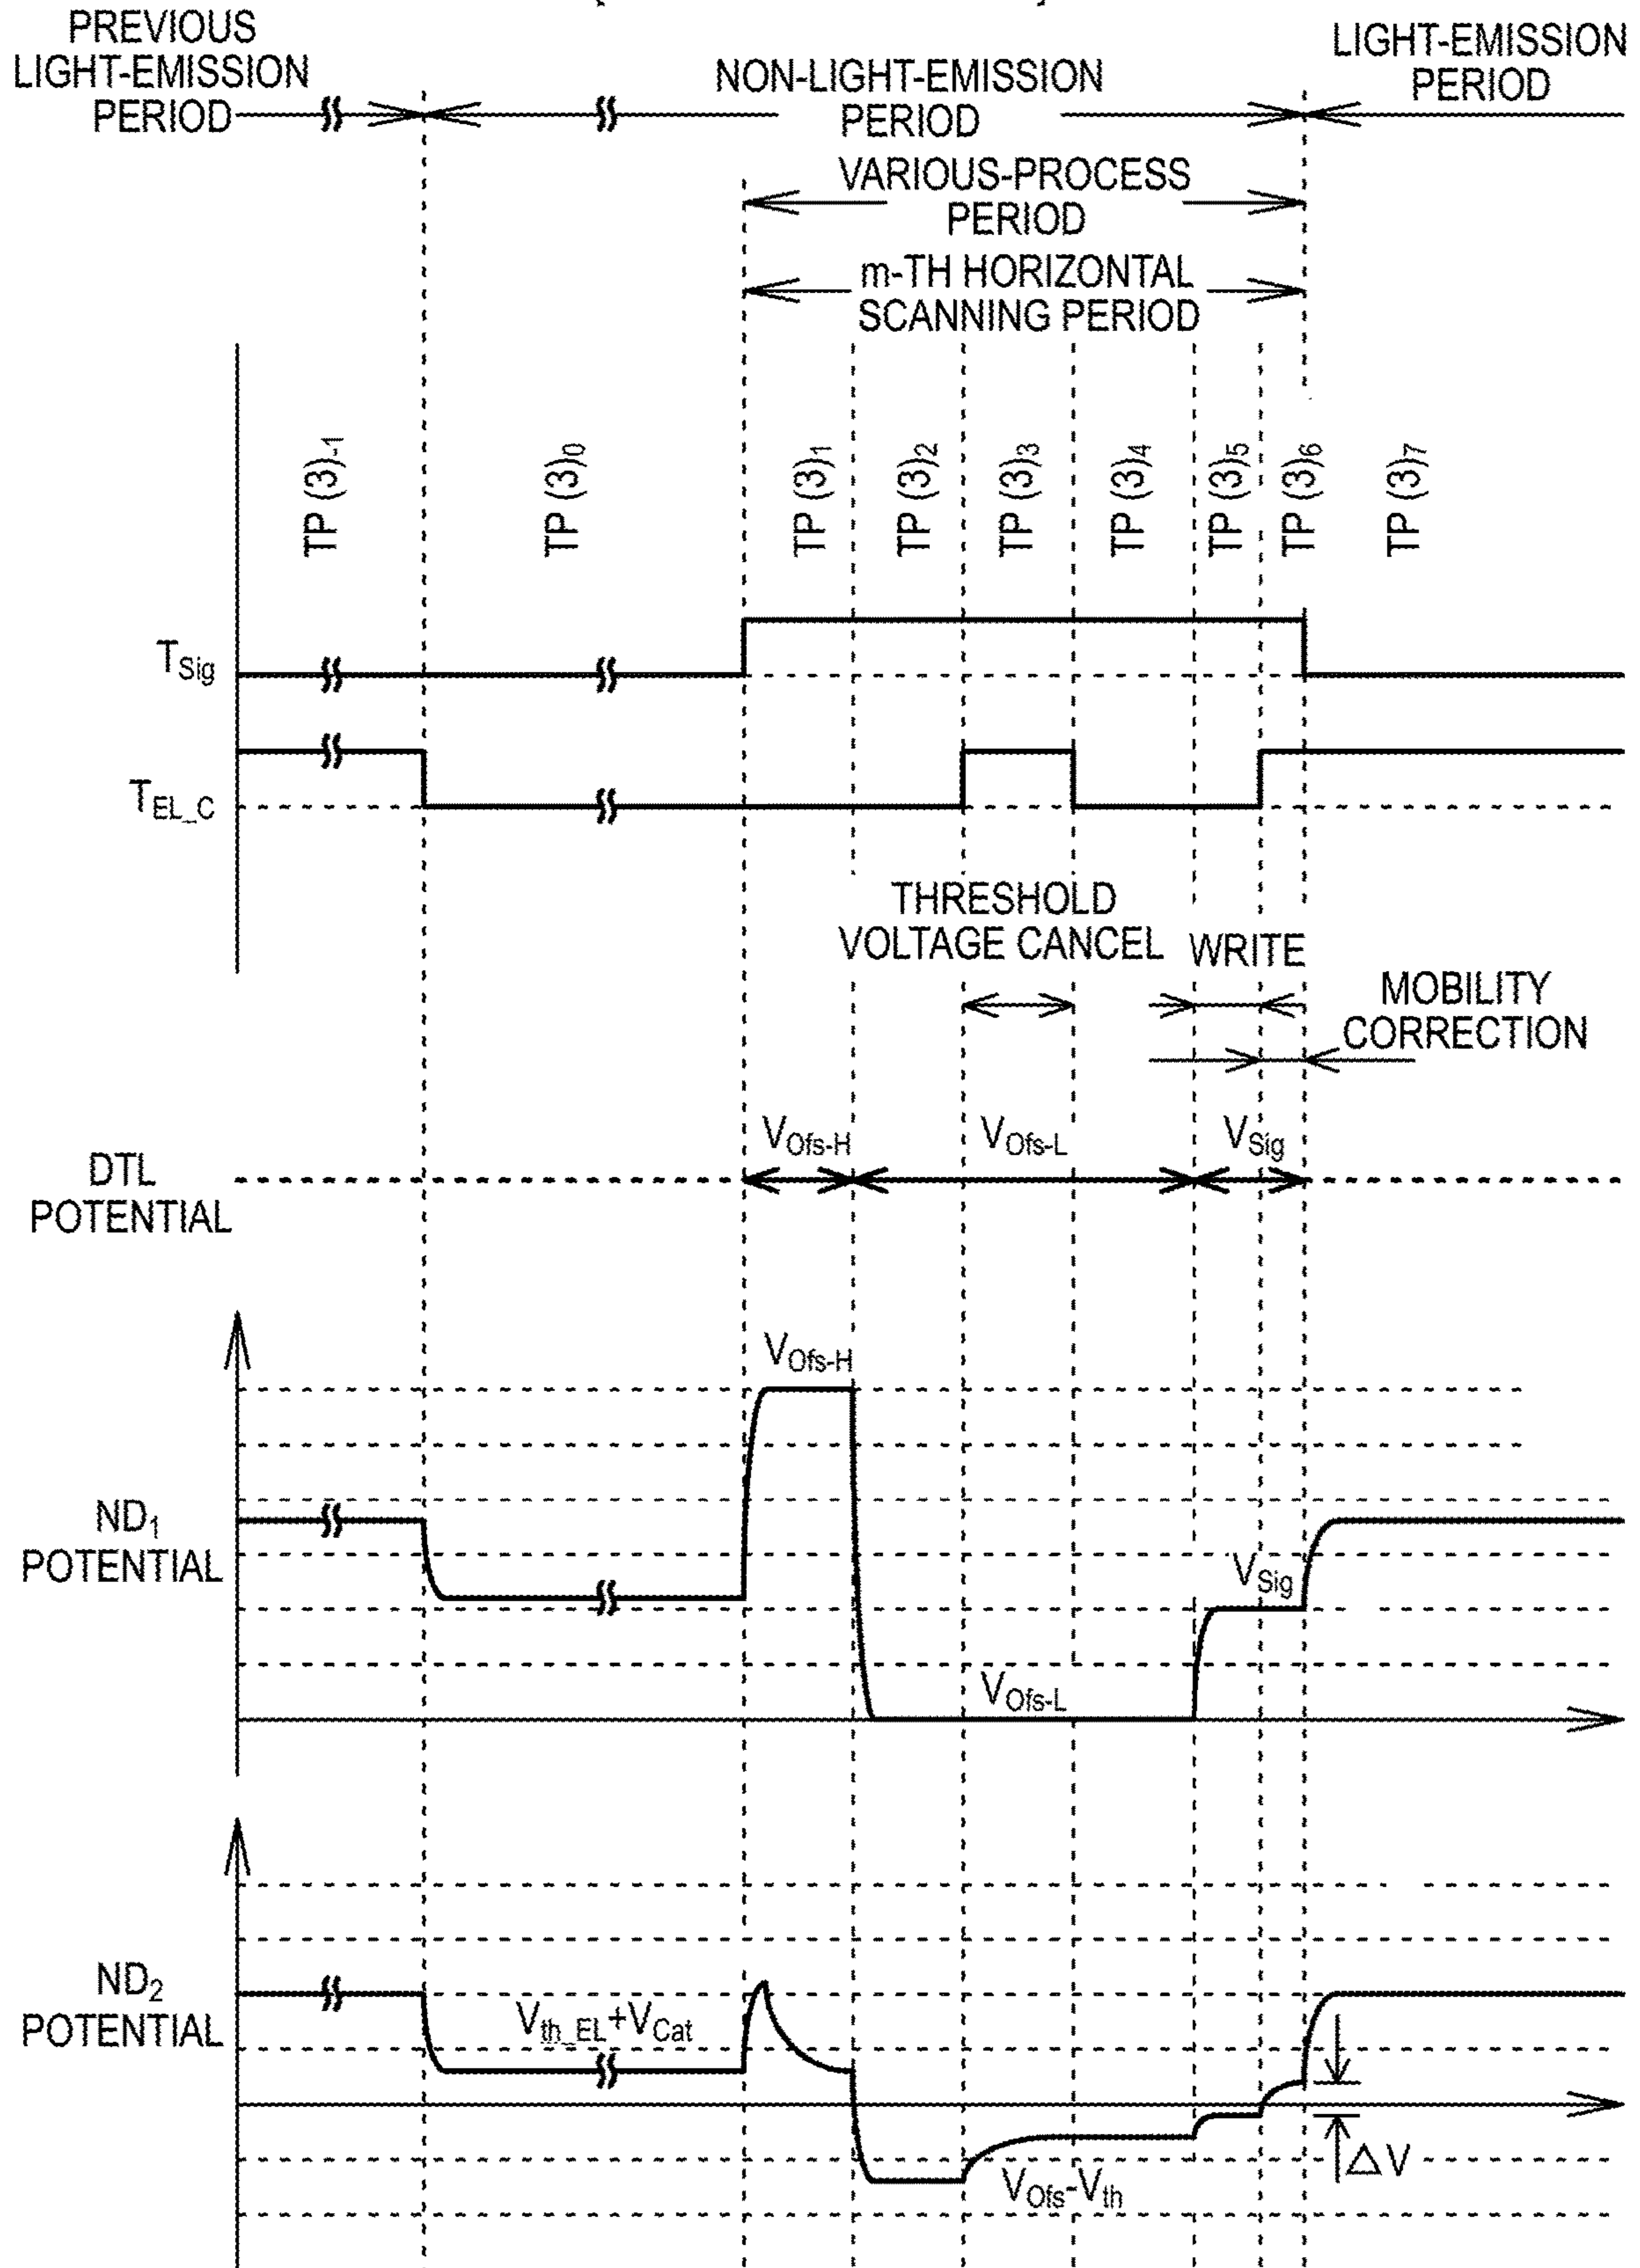 PREVIOUS
LIGHT-EMISSION
PERIOD
NON-LIGHT-EMISSION
PERIOD
LIGHT-EMISSION
PERIOD
VARIOUS-PROCESS
PERIOD
m-TH HORIZONTAL
SCANNING PERIOD
TP (3)-1
TP (3)0
TP (3)1
TP (3)2
TP (3)3
TP (3)4
TP (3)5
TP (3)6
TP (3)7
TSig
TEL_C
THRESHOLD
VOLTAGE CANCEL
WRITE
MOBILITY
CORRECTION
DTL
POTENTIAL
VOfs-H
VOfs-L
VSig
ND1
POTENTIAL
VOfs-H
VSig
VOfs-L
ND2
POTENTIAL
Vth_EL+VCat
VOfs-Vth
△V